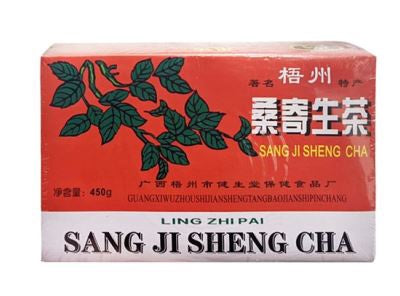 著名 梧州 特产
桑寄生茶
SANG JI SHENG CHA
净含量：450g
广西梧州市健生堂保健食品厂
GUANGXIWUZHOUSHIJIANSHENGTANGBAOJIANSHIPINCHANG
LING ZHI PAI
SANG JI SHENG CHA